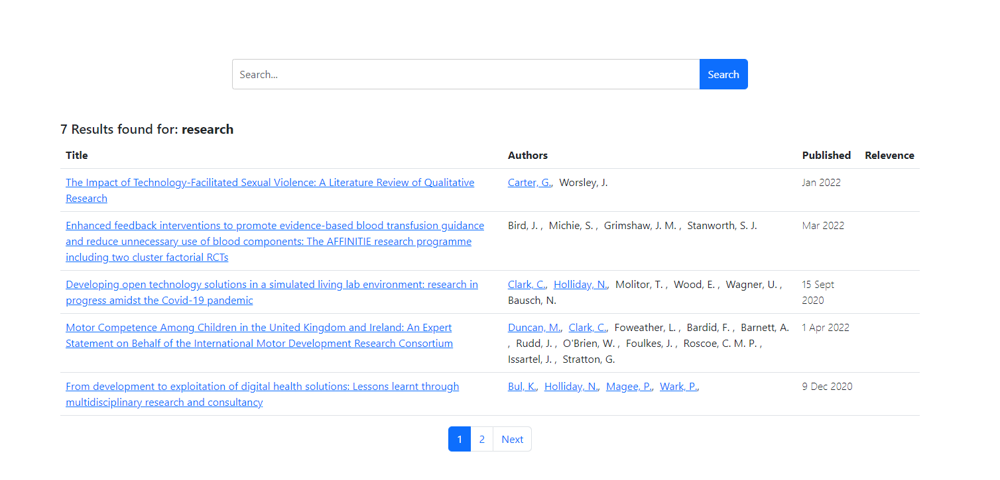 Search...
Search
7 Results found for: research
Title Authors Published Relevence
The Impact of Technology-Facilitated Sexual Violence: A Literature Review of Qualitative
Research
Carter, G., Worsley, J.
Jan 2022
Enhanced feedback interventions to promote evidence-based blood transfusion guidance
and reduce unnecessary use of blood components: The AFFINITIE research programme
including two cluster factorial RCTs
Bird, J. , Michie, S. , Grimshaw, J. M. , Stanworth, S. J.
Mar 2022
Developing open technology solutions in a simulated living lab environment: research in
progress amidst the Covid-19 pandemic
Clark, C., Holliday, N., Molitor, T. , Wood, E. , Wagner, U. ,
Bausch, N.
15 Sept
2020
Motor Competence Among Children in the United Kingdom and Ireland: An Expert
Statement on Behalf of the International Motor Development Research Consortium
Duncan, M., Clark, C., Foweather, L. , Bardid, F. , Barnett, A.
, Rudd, J. , O'Brien, W. , Foulkes, J. , Roscoe, C. M. P. ,
Issartel, J. , Stratton, G.
1 Apr 2022
From development to exploitation of digital health solutions: Lessons learnt through
multidisciplinary research and consultancy
Bul, K., Holliday, N., Magee, P., Wark, P.,
9 Dec 2020
1 2 Next